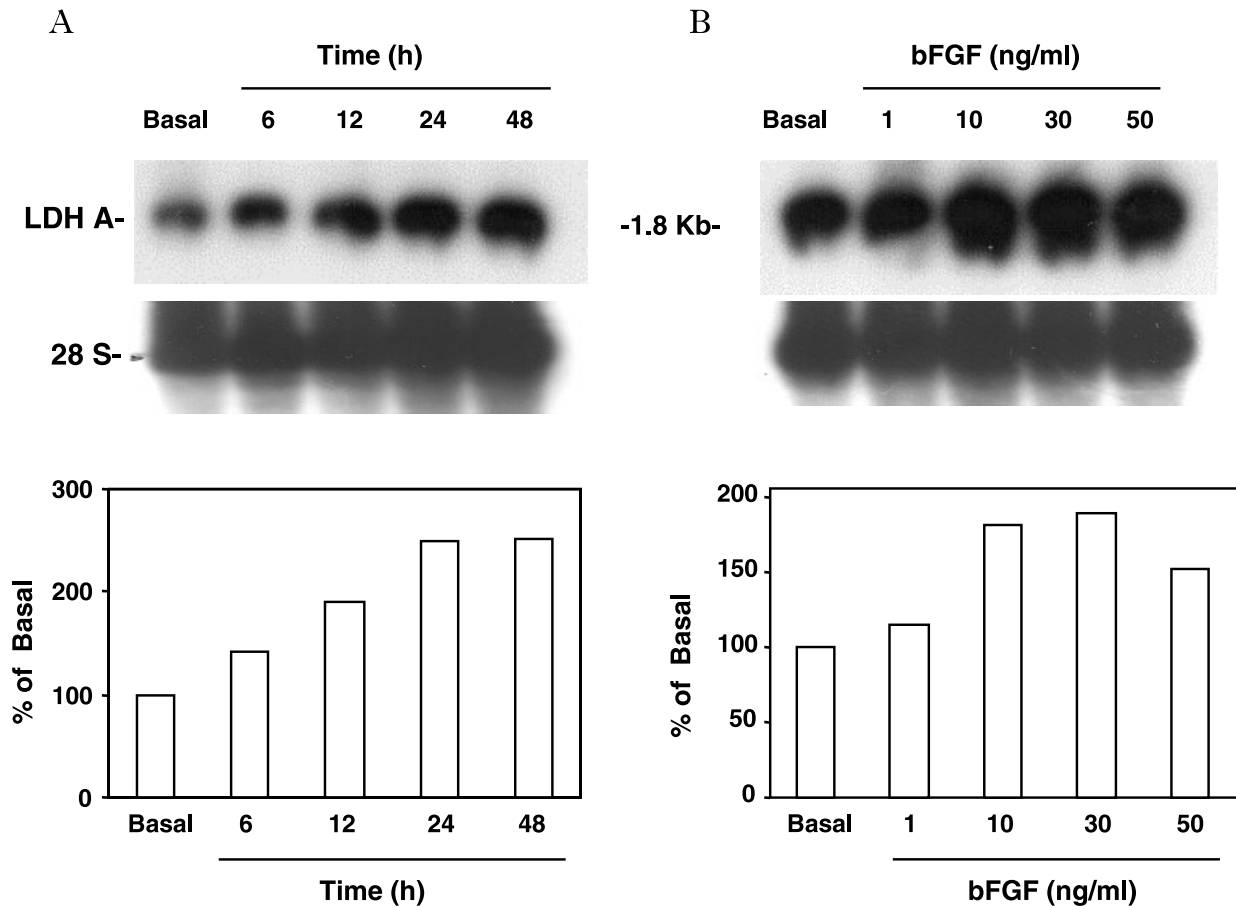 A
Time (h)
Basal 6 12 24 48
LDH A-
28 S-
300
200
100
0
% of Basal
Basal 6 12 24 48
Time (h)
B
bFGF (ng/ml)
Basal 1 10 30 50
-1.8 Kb-
200
150
100
50
0
% of Basal
Basal 1 10 30 50
bFGF (ng/ml)